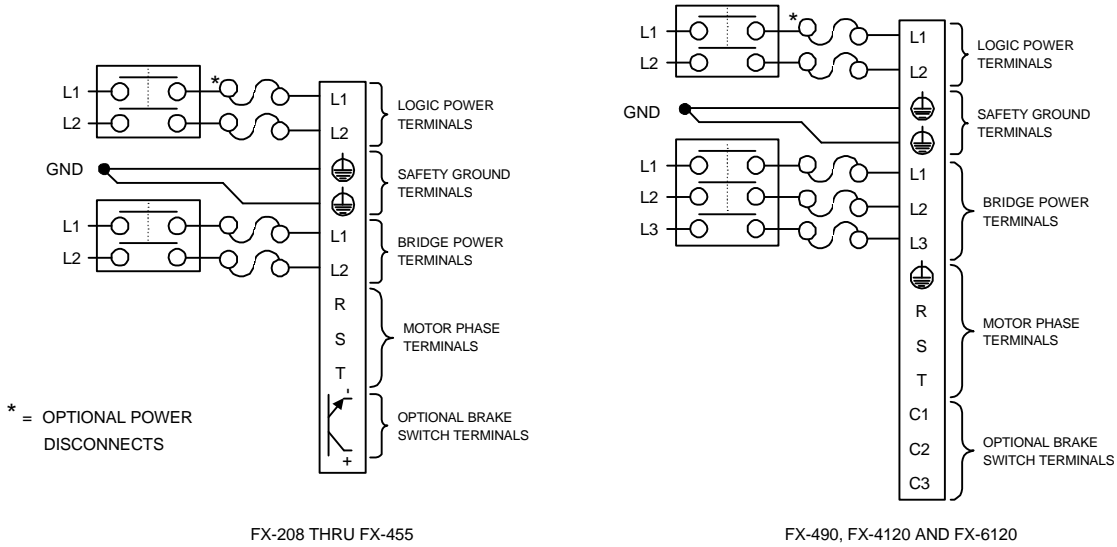 L1
L2
*
L1
L2
LOGIC POWER
TERMINALS
GND
SAFETY GROUND
TERMINALS
L1
L2
L1
L2
BRIDGE POWER
TERMINALS
R
S
T
MOTOR PHASE
TERMINALS
-
+
OPTIONAL BRAKE
SWITCH TERMINALS
* = OPTIONAL POWER
DISCONNECTS
FX-208 THRU FX-455
L1
L2
*
L1
L2
LOGIC POWER
TERMINALS
GND
SAFETY GROUND
TERMINALS
L1
L2
L3
L1
L2
L3
BRIDGE POWER
TERMINALS
R
S
T
MOTOR PHASE
TERMINALS
C1
C2
C3
OPTIONAL BRAKE
SWITCH TERMINALS
FX-490, FX-4120 AND FX-6120